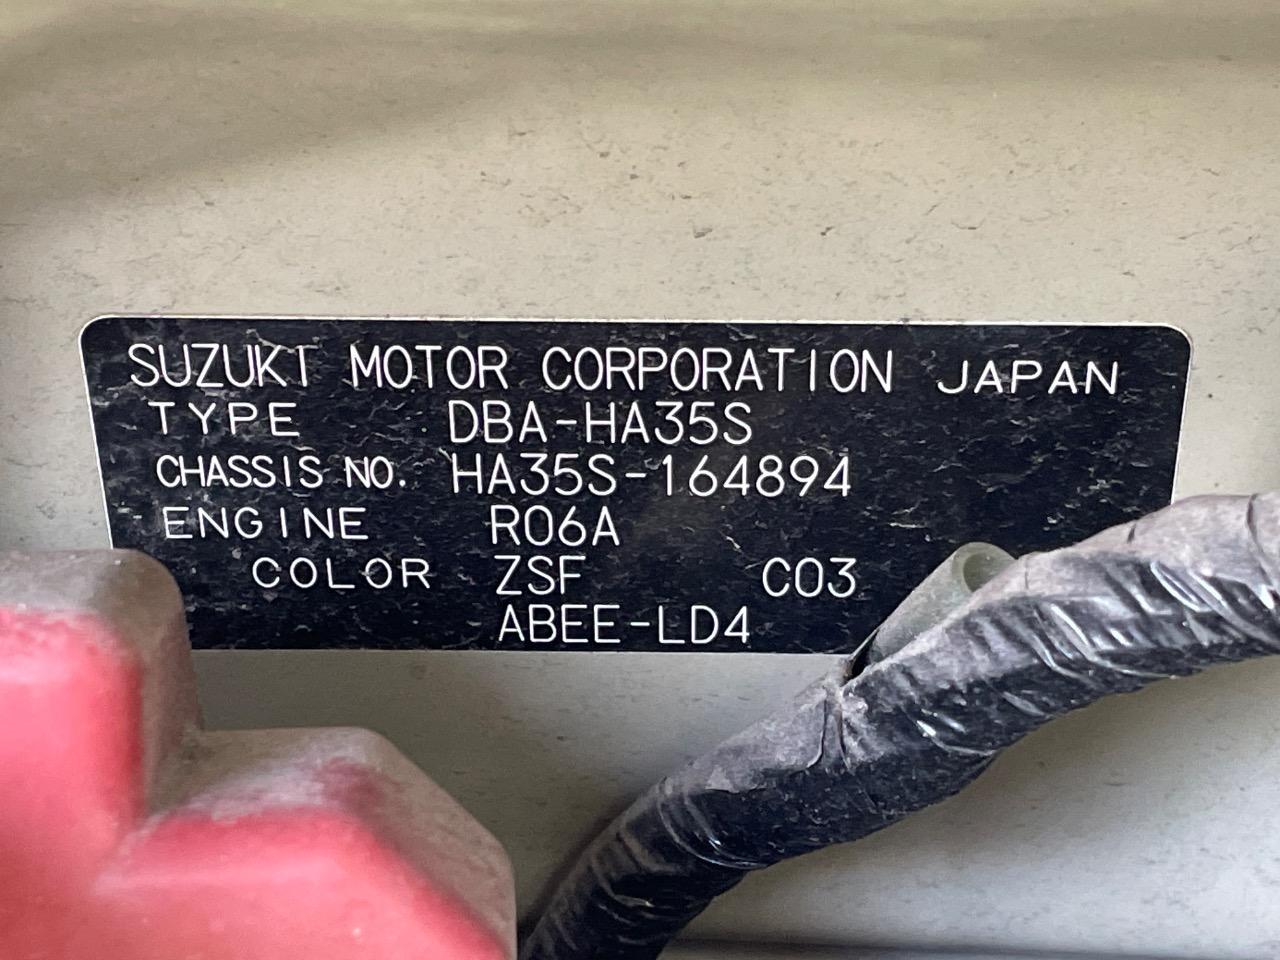 SUZUKI MOTOR CORPORATION JAPAN
TYPE DBA-HA35S
CHASSIS NO. HA35S-164894
ENGINE R06A
COLOR ZSF C03
ABEE-LD4